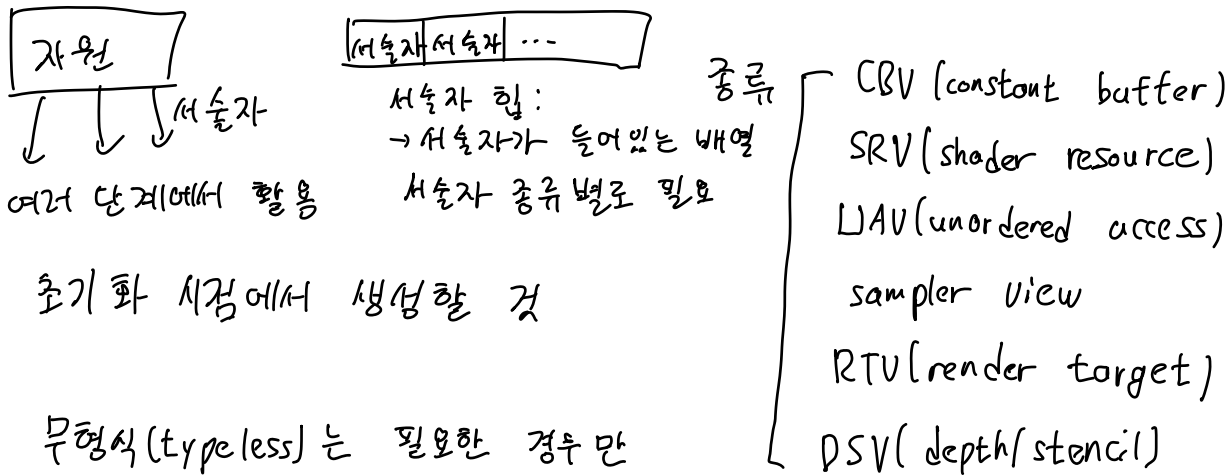 자원
서술자
여러 단계에서 활용
서술자 서술자 ...
서술자 힙:
→ 서술자가 들어있는 배열
서술자 종류별로 필요
종류
CBV (constant buffer)
SRV (shader resource)
UAV (unordered access)
sampler view
RTV (render target)
DSV (depth/stencil)
초기화 시점에서 생성할 것
무형식(typeless)는 필요한 경우만